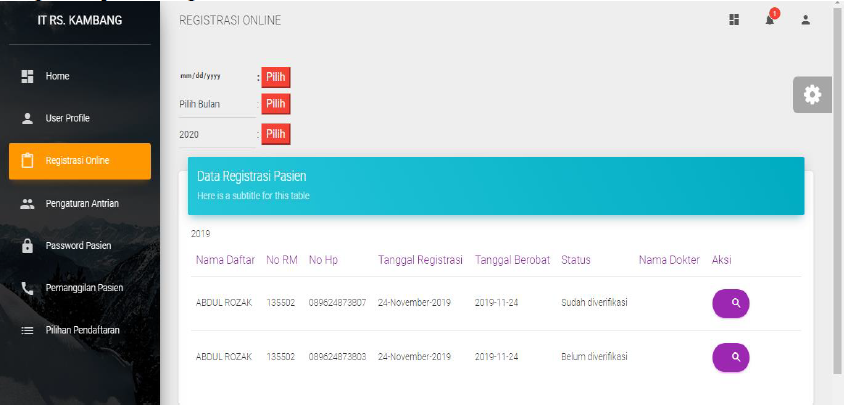 IT RS. KAMBANG
REGISTRASI ONLINE
1
Home
User Profile
Registrasi Online
Pengaturan Antrian
Password Pasien
Pemanggilan Pasien
Pilihan Pendaftaran
mm/dd/yyyy : Pilih
Pilih Bulan : Pilih
2020 : Pilih
Data Registrasi Pasien
Here is a subtitle for this table
2019
Nama Daftar No RM No Hp Tanggal Registrasi Tanggal Berobat Status Nama Dokter Aksi
ABDUL ROZAK 135502 089624873807 24-November-2019 2019-11-24 Sudah diverifikasi
ABDUL ROZAK 135502 089624873803 24-November-2019 2019-11-24 Belum diverifikasi